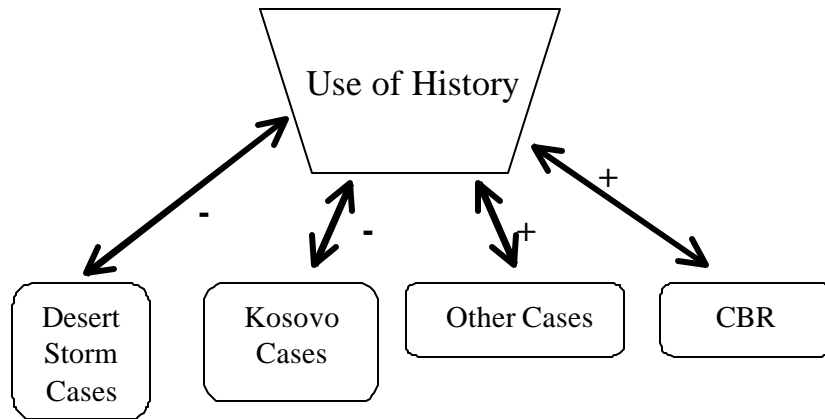 Use of History
+
-
-
+
Desert
Storm
Cases
Kosovo
Cases
Other Cases
CBR